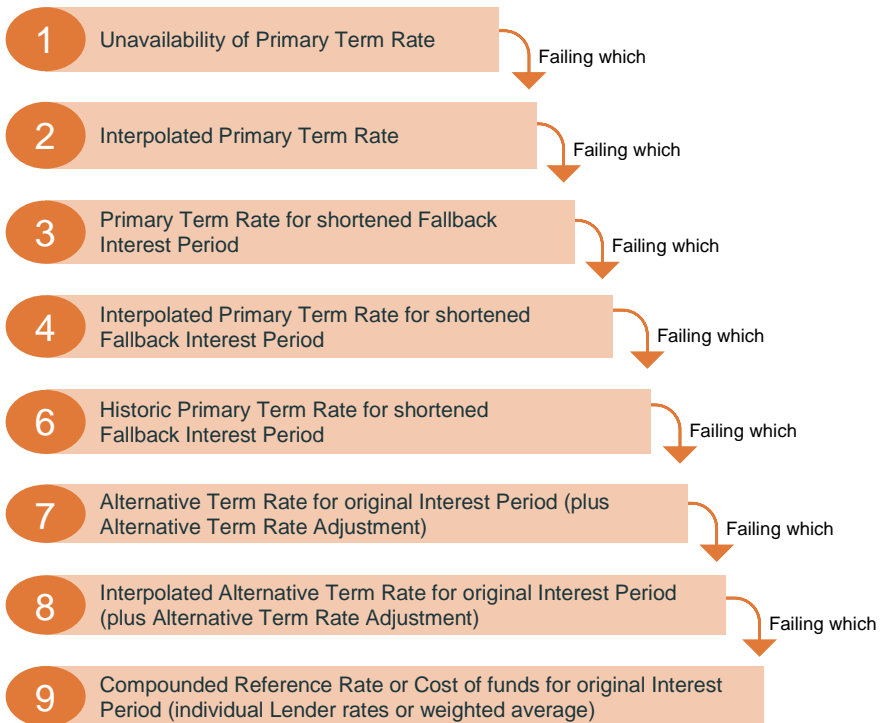 1
Unavailability of Primary Term Rate
Failing which
2
Interpolated Primary Term Rate
Failing which
3
Primary Term Rate for shortened Fallback
Interest Period
Failing which
4
Interpolated Primary Term Rate for shortened
Fallback Interest Period
Failing which
6
Historic Primary Term Rate for shortened
Fallback Interest Period
Failing which
7
Alternative Term Rate for original Interest Period (plus
Alternative Term Rate Adjustment)
Failing which
8
Interpolated Alternative Term Rate for original Interest Period
(plus Alternative Term Rate Adjustment)
Failing which
9
Compounded Reference Rate or Cost of funds for original Interest
Period (individual Lender rates or weighted average)